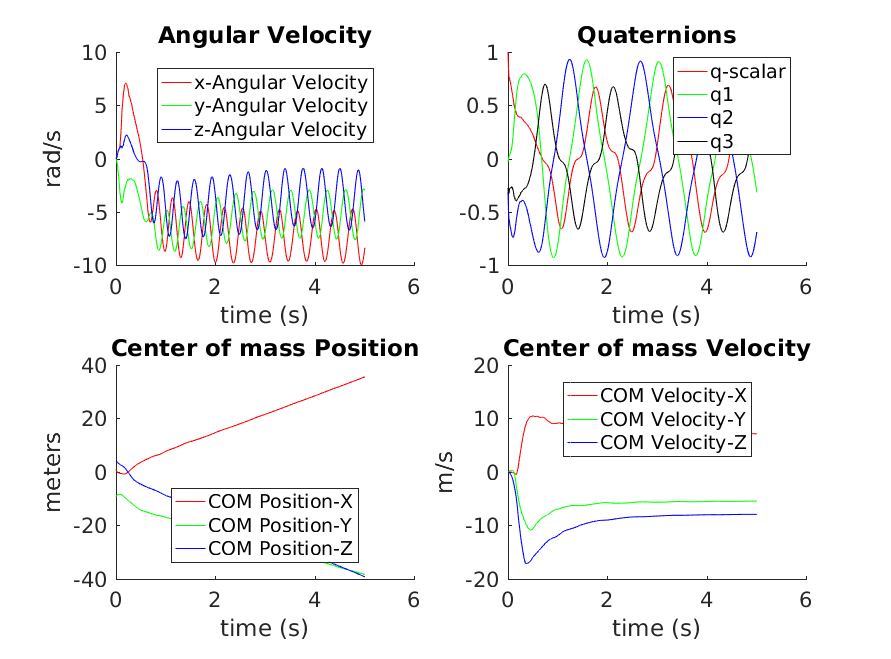 Angular Velocity
10
5
0
-5
-10
rad/s
x-Angular Velocity
y-Angular Velocity
z-Angular Velocity
0
2
4
6
time (s)
Quaternions
1
0.5
0
-0.5
-1
q-scalar
q1
q2
q3
0
2
4
6
time (s)
Center of mass Position
40
20
0
-20
-40
meters
COM Position-X
COM Position-Y
COM Position-Z
0
2
4
6
time (s)
Center of mass Velocity
20
10
0
-10
-20
m/s
COM Velocity-X
COM Velocity-Y
COM Velocity-Z
0
2
4
6
time (s)